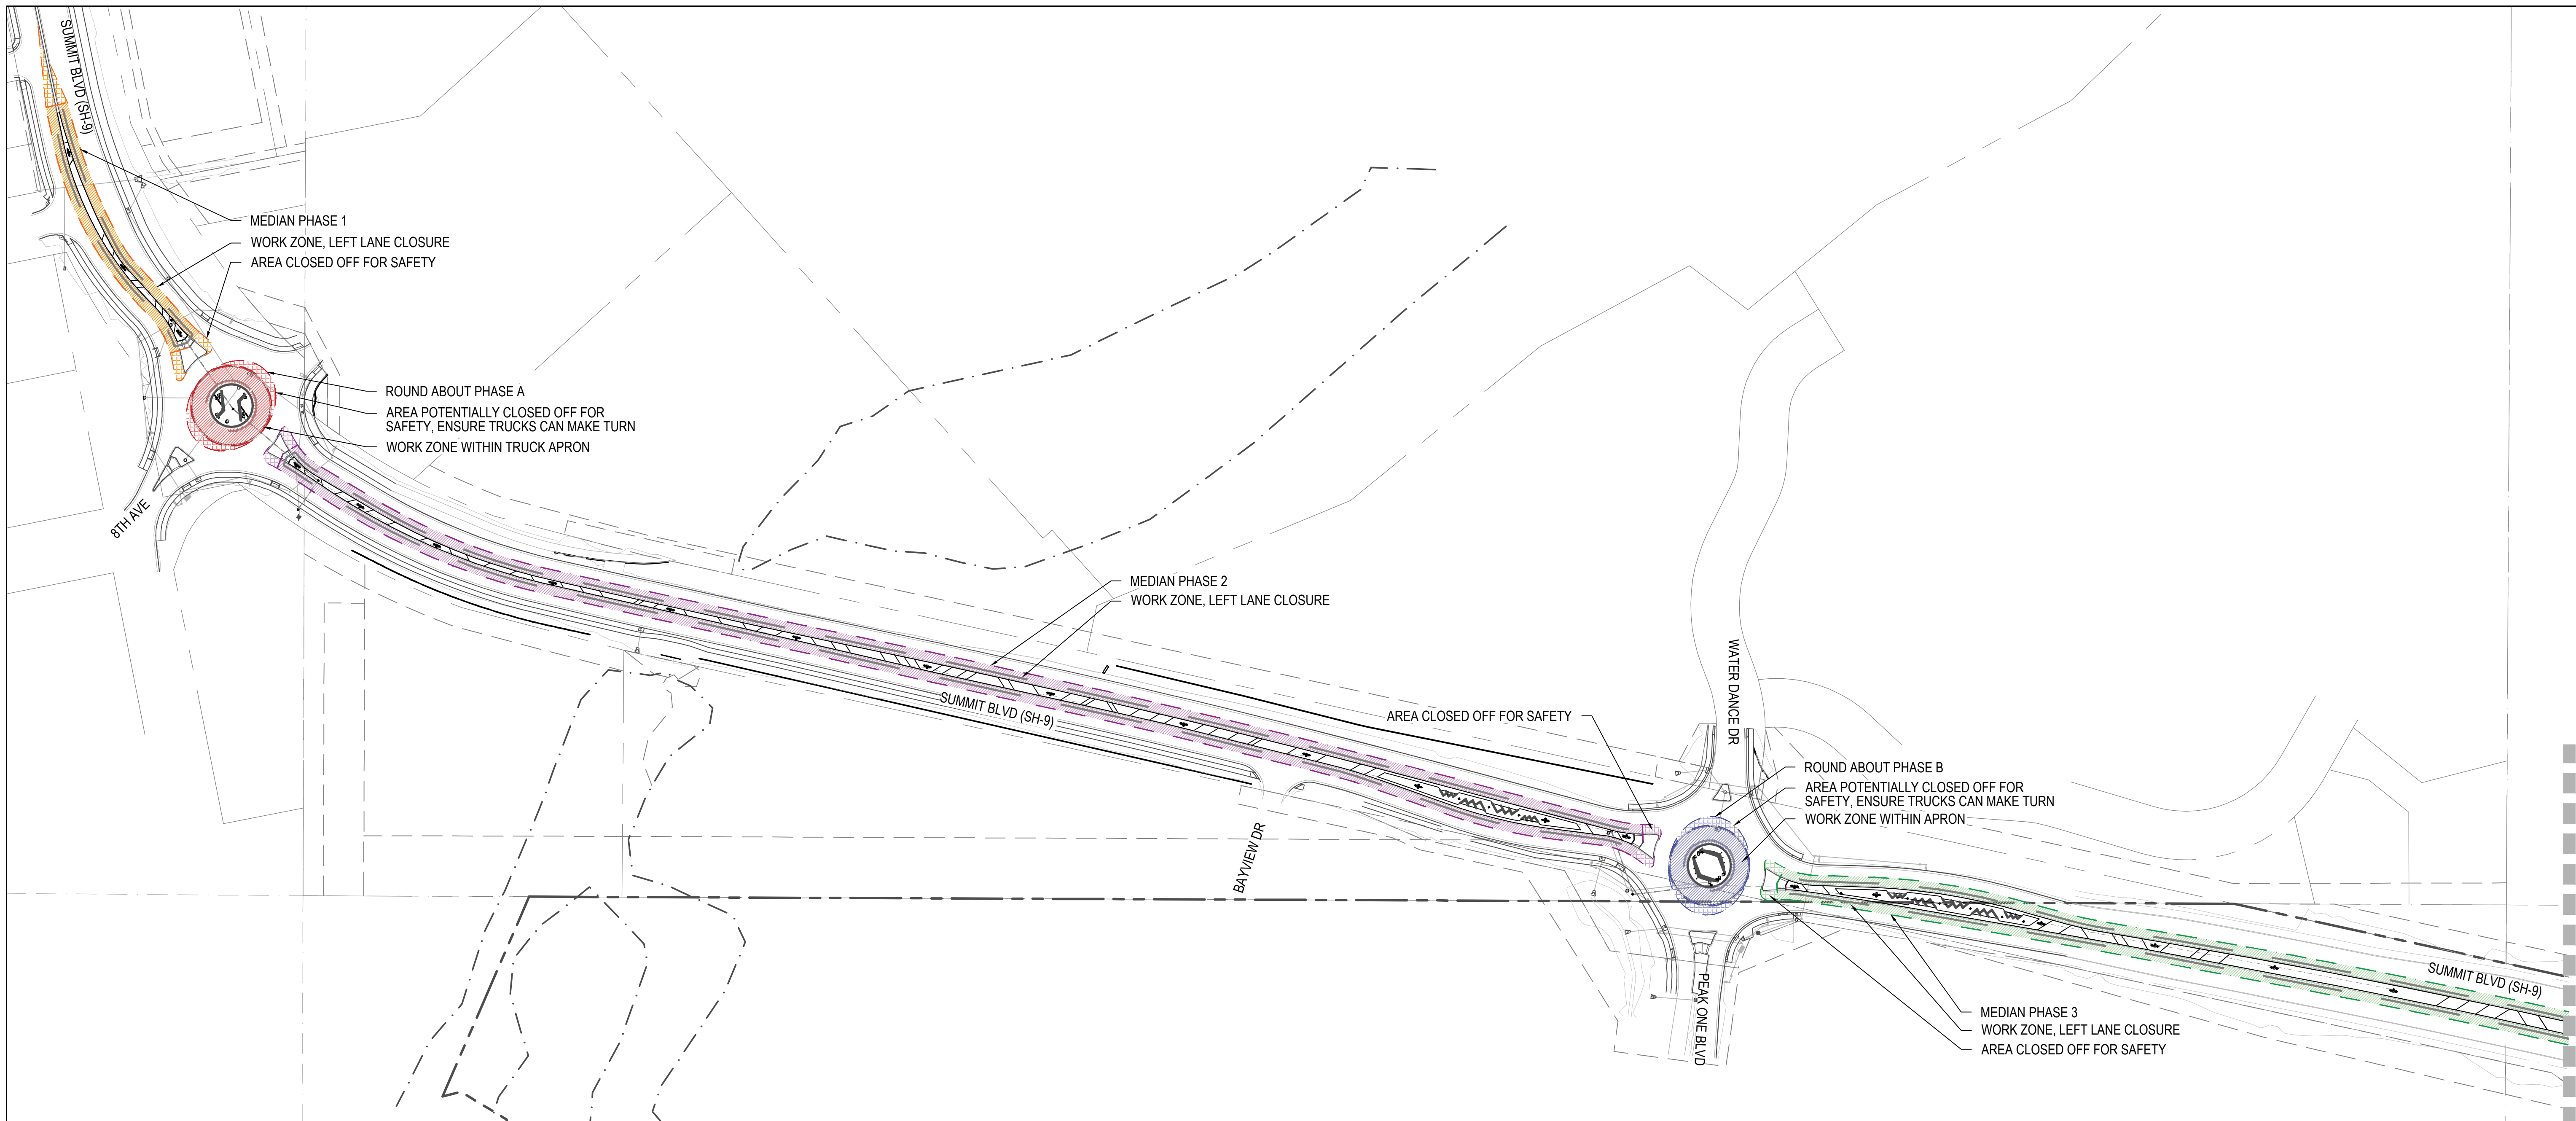 SUMMIT BLVD (SH-9)
MEDIAN PHASE 1
WORK ZONE, LEFT LANE CLOSURE
AREA CLOSED OFF FOR SAFETY
ROUND ABOUT PHASE A
AREA POTENTIALLY CLOSED OFF FOR
SAFETY, ENSURE TRUCKS CAN MAKE TURN
WORK ZONE WITHIN TRUCK APRON
8TH AVE
MEDIAN PHASE 2
WORK ZONE, LEFT LANE CLOSURE
SUMMIT BLVD (SH-9)
AREA CLOSED OFF FOR SAFETY
WATER DANCE DR
BAYVIEW DR
ROUND ABOUT PHASE B
AREA POTENTIALLY CLOSED OFF FOR
SAFETY, ENSURE TRUCKS CAN MAKE TURN
WORK ZONE WITHIN APRON
PEAK ONE BLVD
SUMMIT BLVD (SH-9)
MEDIAN PHASE 3
WORK ZONE, LEFT LANE CLOSURE
AREA CLOSED OFF FOR SAFETY